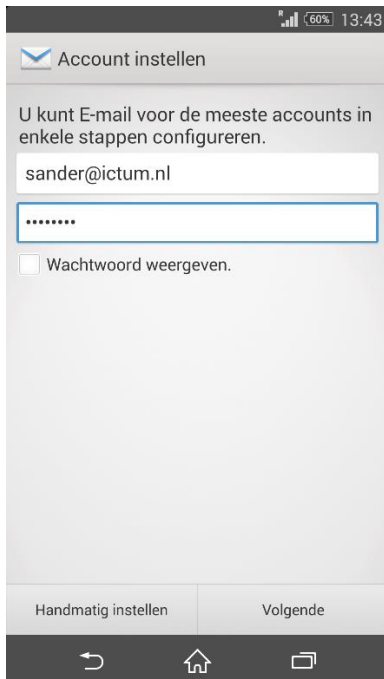 R 60% 13:43
Account instellen
U kunt E-mail voor de meeste accounts in
enkele stappen configureren.
sander@ictum.nl
••••••••
Wachtwoord weergeven.
Handmatig instellen Volgende